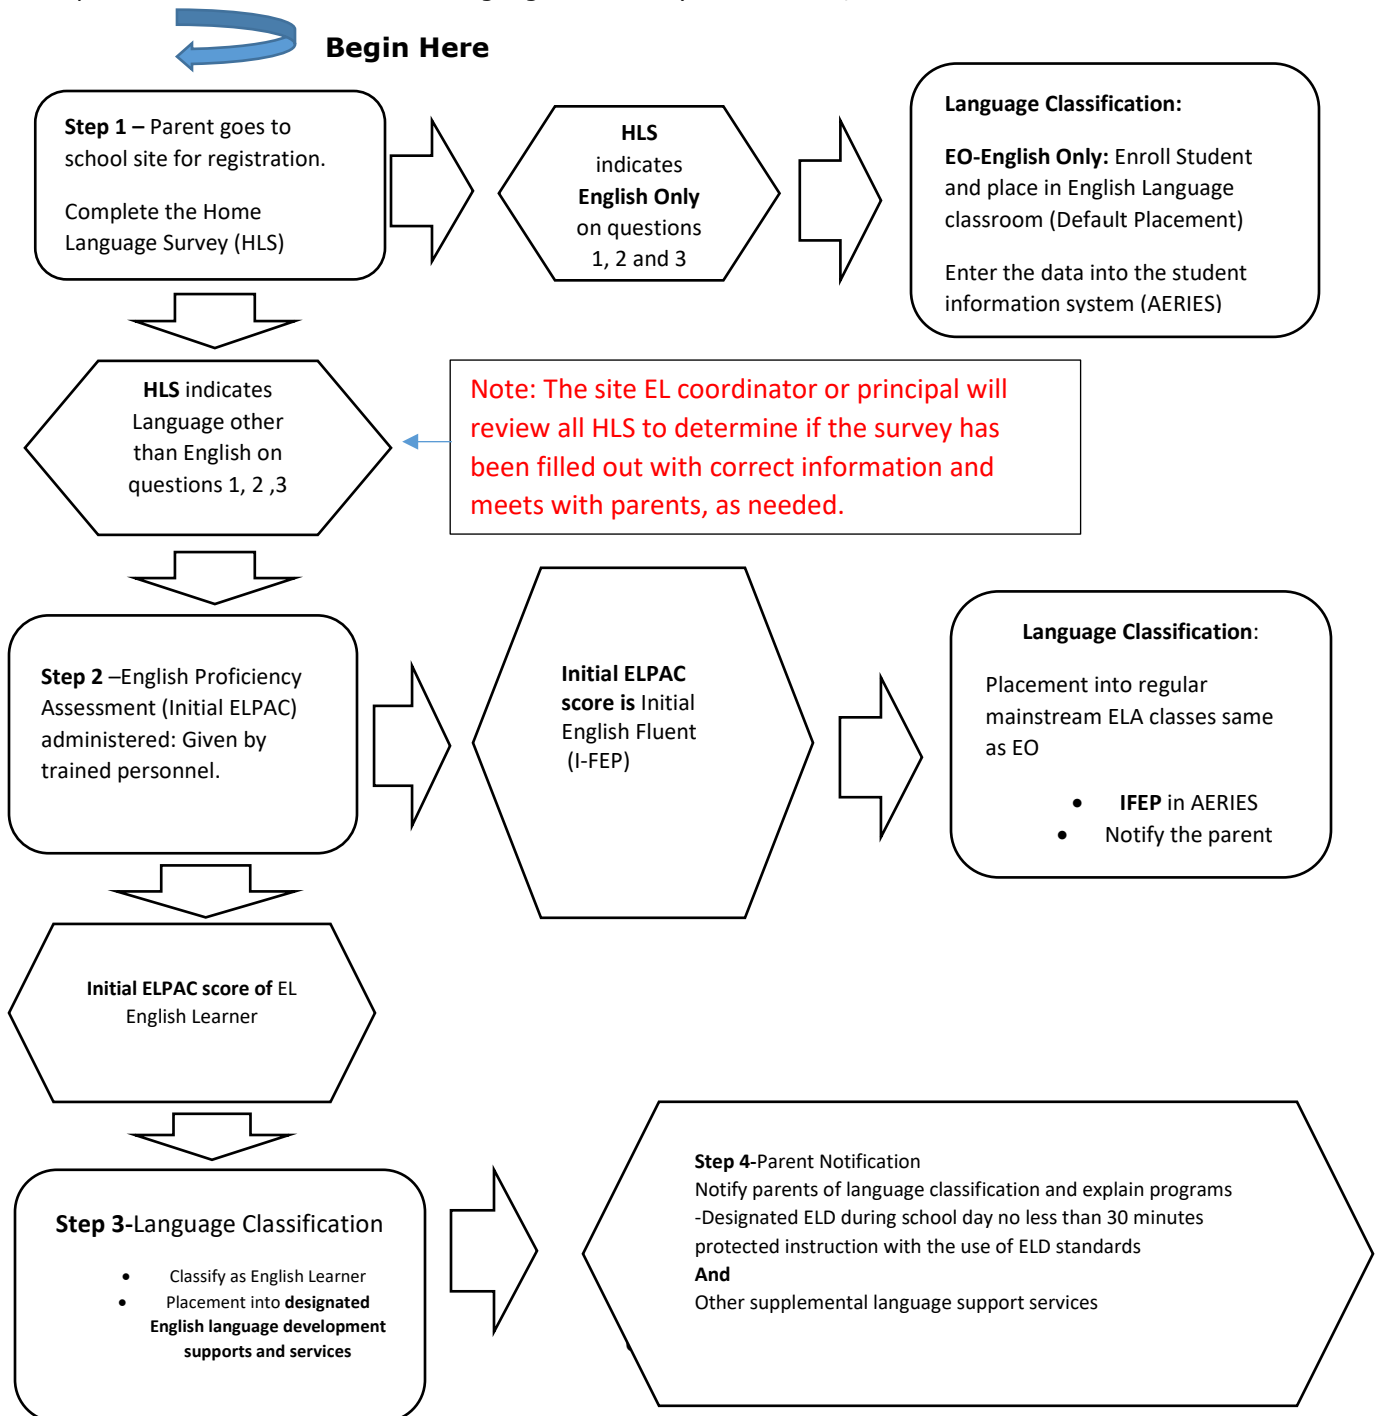 Begin Here
Step 1 – Parent goes to
school site for registration.
Complete the Home
Language Survey (HLS)
HLS
indicates
English Only
on questions
1, 2 and 3
Language Classification:
EO-English Only: Enroll Student
and place in English Language
classroom (Default Placement)
Enter the data into the student
information system (AERIES)
HLS indicates
Language other
than English on
questions 1, 2 ,3
Note: The site EL coordinator or principal will
review all HLS to determine if the survey has
been filled out with correct information and
meets with parents, as needed.
Step 2 –English Proficiency
Assessment (Initial ELPAC)
administered: Given by
trained personnel.
Initial ELPAC
score is Initial
English Fluent
(I-FEP)
Language Classification:
Placement into regular
mainstream ELA classes same
as EO
• IFEP in AERIES
• Notify the parent
Initial ELPAC score of EL
English Learner
Step 3-Language Classification
• Classify as English Learner
• Placement into designated
English language development
supports and services
Step 4-Parent Notification
Notify parents of language classification and explain programs
-Designated ELD during school day no less than 30 minutes
protected instruction with the use of ELD standards
And
Other supplemental language support services